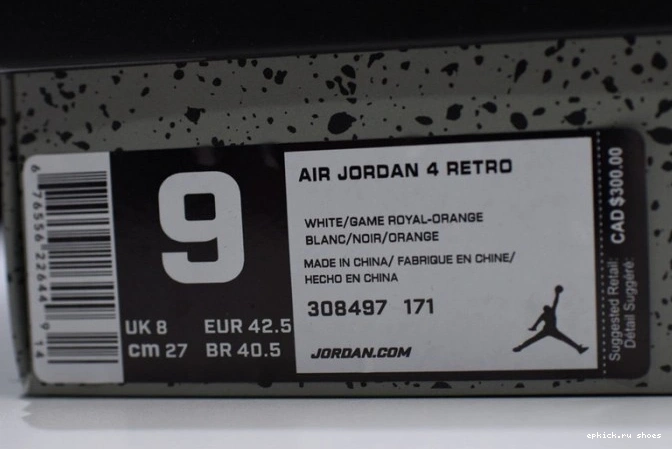 6 76556 22644 9 14
9
UK 8 EUR 42.5
cm 27 BR 40.5
AIR JORDAN 4 RETRO
WHITE/GAME ROYAL-ORANGE
BLANC/NOIR/ORANGE
MADE IN CHINA/ FABRIQUE EN CHINE/
HECHO EN CHINA
308497 171
JORDAN.COM
Suggested Retail: CAD $300.00
Détail Suggéré:
epkick.ru shoes